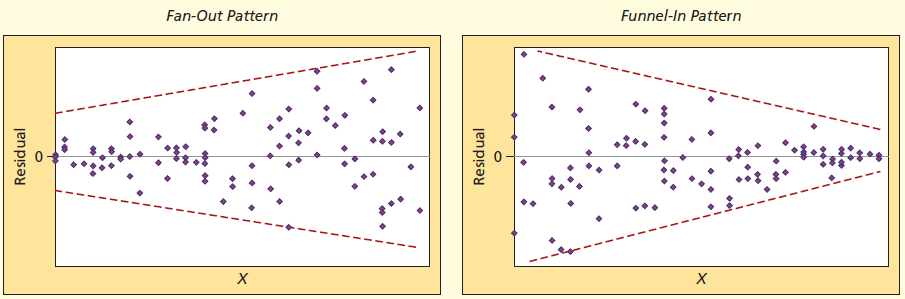 Fan-Out Pattern
Residual
0
X
Funnel-In Pattern
Residual
0
X